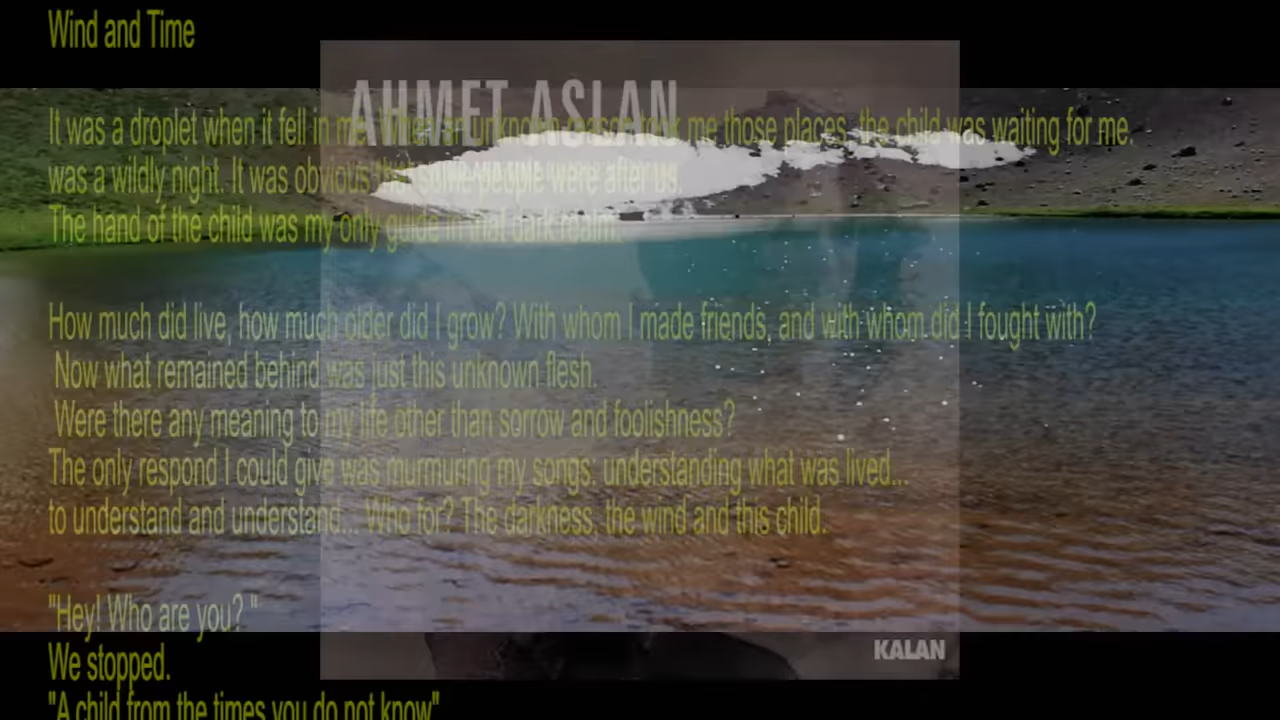 Wind and Time
AHMET ASLAN
It was a droplet when it fell in me. When an unknown person took me those places, the child was waiting for me.
was a wildly night. It was obvious that some people were after us.
The hand of the child was my only guide in that dark realm.
How much did live, how much older did I grow? With whom I made friends, and with whom did I fought with?
Now what remained behind was just this unknown flesh.
Were there any meaning to my life other than sorrow and foolishness?
The only respond I could give was murmuring my songs. understanding what was lived...
to understand and understand... Who for? The darkness, the wind and this child.
"Hey! Who are you? "
KALAN
We stopped.
"A child from the times you do not know"